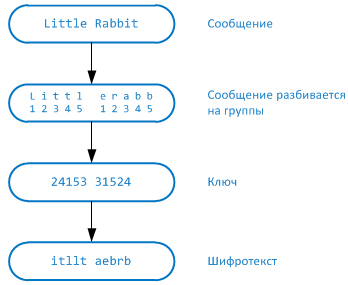 Little Rabbit
Сообщение
L i t t l  e r a b b
1 2 3 4 5  1 2 3 4 5
Сообщение разбивается
на группы
24153 31524
Ключ
itllt aebrb
Шифротекст